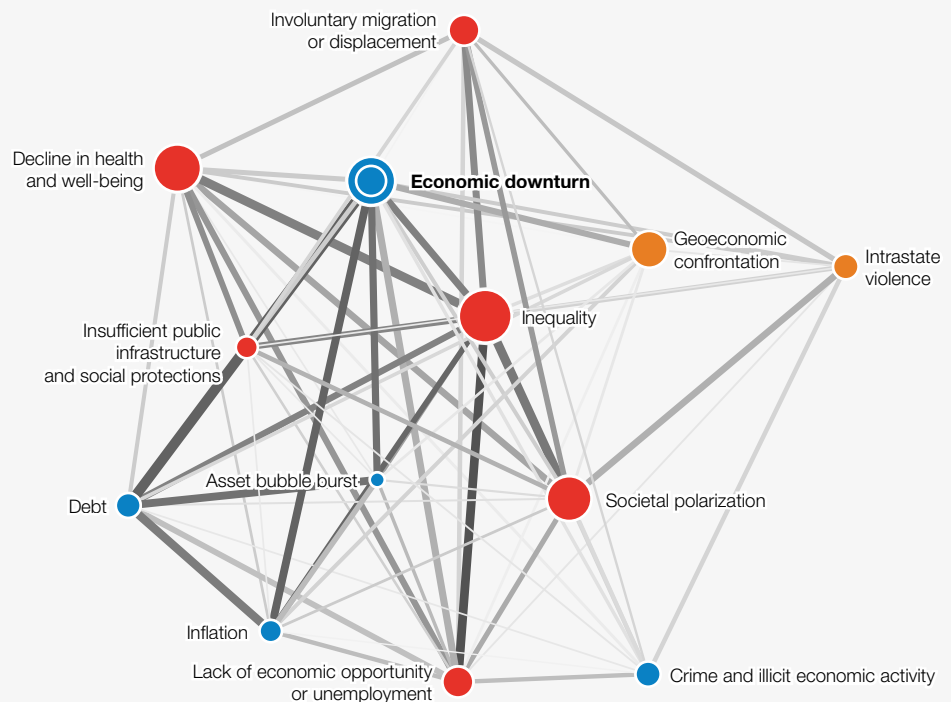 Involuntary migration
or displacement
Decline in health
and well-being
Economic downturn
Geoeconomic
confrontation
Intrastate
violence
Inequality
Insufficient public
infrastructure
and social protections
Asset bubble burst
Debt
Societal polarization
Inflation
Lack of economic opportunity
or unemployment
Crime and illicit economic activity